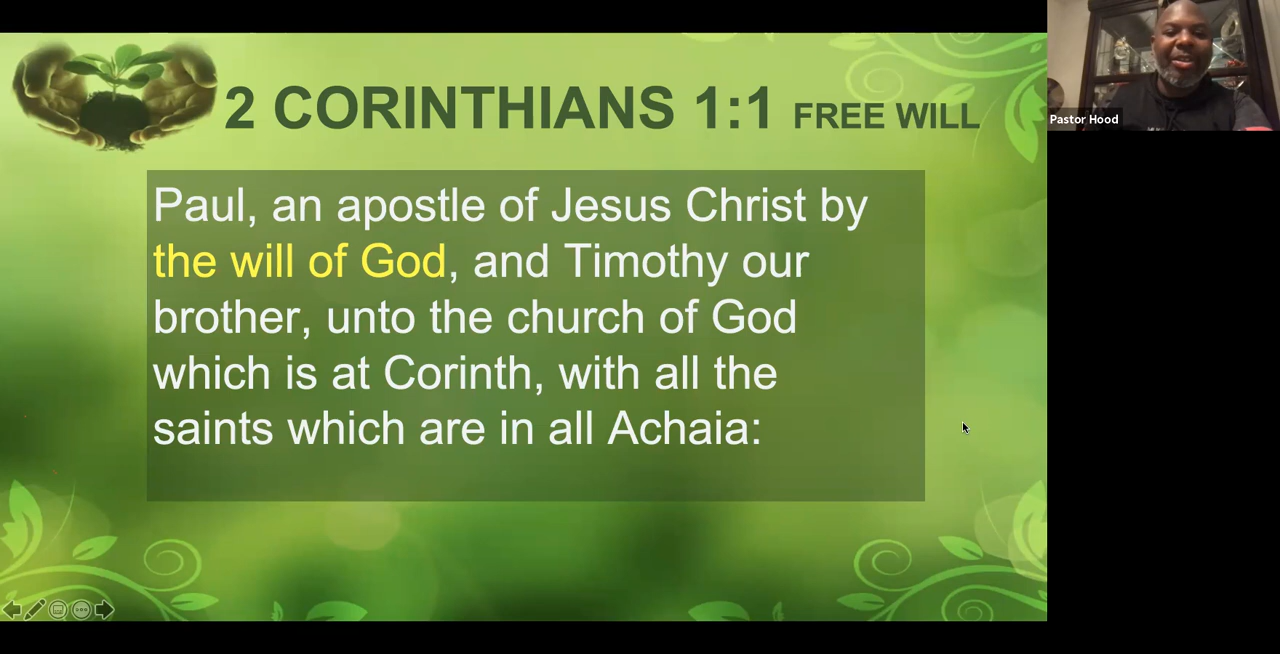 2 CORINTHIANS 1:1 FREE WILL
Paul, an apostle of Jesus Christ by
the will of God, and Timothy our
brother, unto the church of God
which is at Corinth, with all the
saints which are in all Achaia:
Pastor Hood